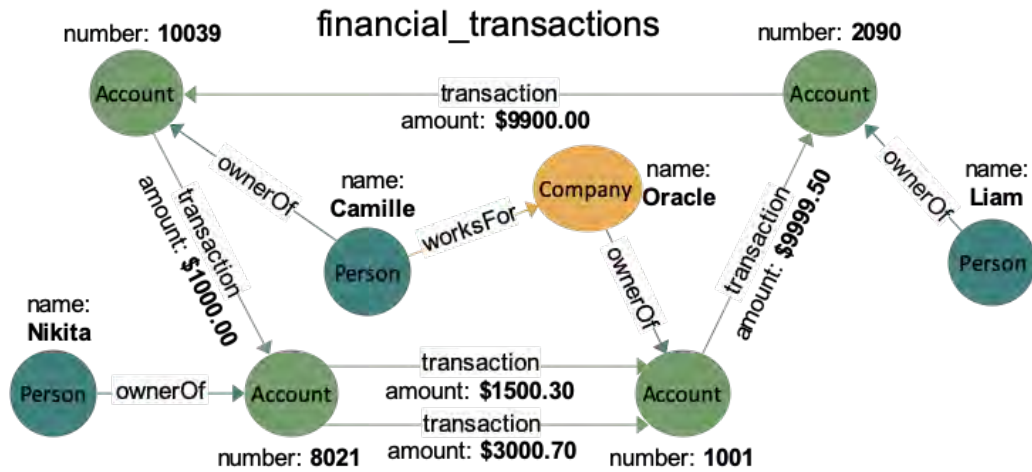 financial_transactions
number: 10039
number: 2090
Account
transaction
amount: $9900.00
Account
ownerOf
name:
Camille
Company
name:
Oracle
ownerOf
name:
Liam
transaction
amount: $1000.00
Person
worksFor
ownerOf
transaction
amount: $9999.50
Person
name:
Nikita
Person
ownerOf
Account
transaction
amount: $1500.30
transaction
amount: $3000.70
Account
number: 8021
number: 1001